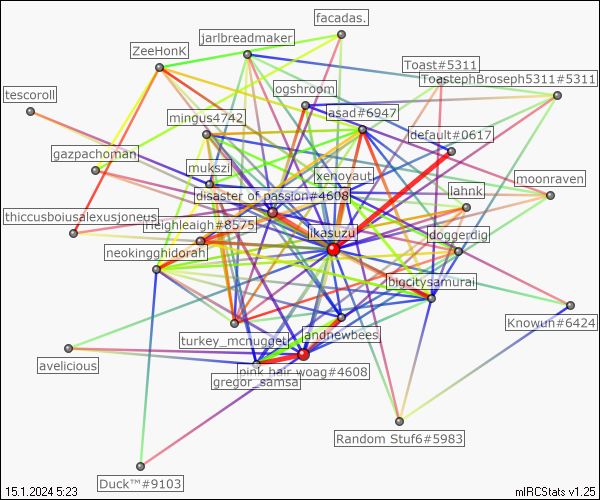 facadas.
jarlbreadmaker
ZeeHonK
Toast#5311
ToastephBroseph5311#5311
ogshroom
tescoroll
asad#6947
mingus4742
default#0617
gazpachoman
mukszi
xenoyaut
moonraven
lahnk
disaster of passion#4608
thiccusboiusalexusjoneus
Heighleaigh#8575
ikasuzu
doggerdig
neokingghidorah
bigcitysamurai
Knowun#6424
andnewbees
turkey_mcnugget
avelicious
pink hair woag#4608
gregor_samsa
Random Stuf6#5983
Duck™#9103
15.1.2024 5:23
mIRCStats v1.25